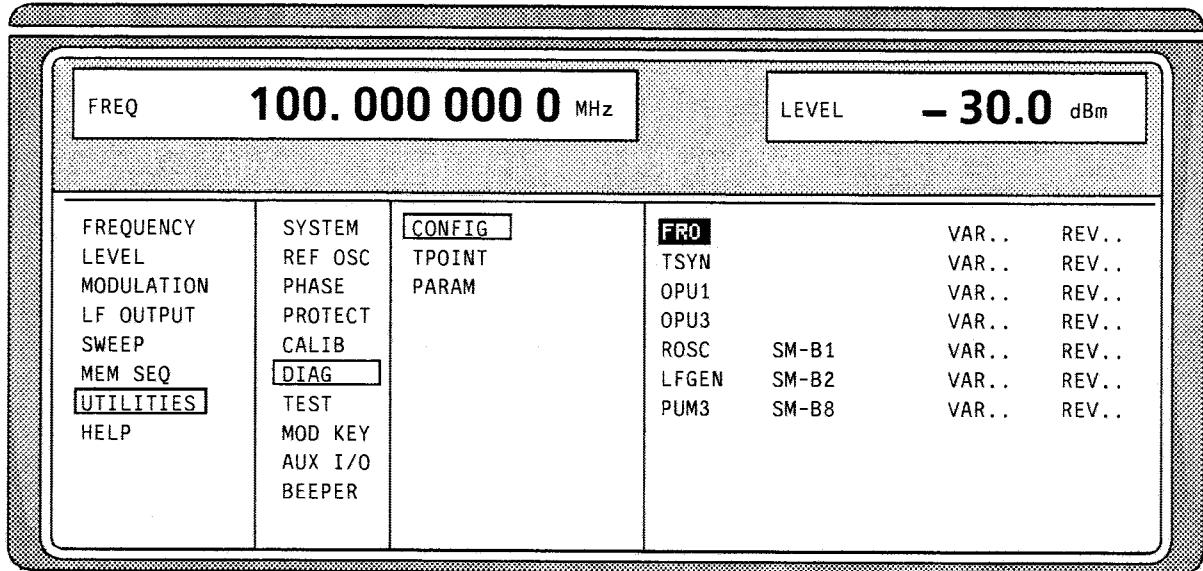 FREQ 100. 000 000 0 MHz
LEVEL – 30.0 dBm
FREQUENCY
LEVEL
MODULATION
LF OUTPUT
SWEEP
MEM SEQ
UTILITIES
HELP
SYSTEM
REF OSC
PHASE
PROTECT
CALIB
DIAG
TEST
MOD KEY
AUX I/O
BEEPER
CONFIG
TPOINT
PARAM
FRO VAR.. REV..
TSYN VAR.. REV..
OPU1 VAR.. REV..
OPU3 VAR.. REV..
ROSC SM-B1 VAR.. REV..
LFGEN SM-B2 VAR.. REV..
PUM3 SM-B8 VAR.. REV..